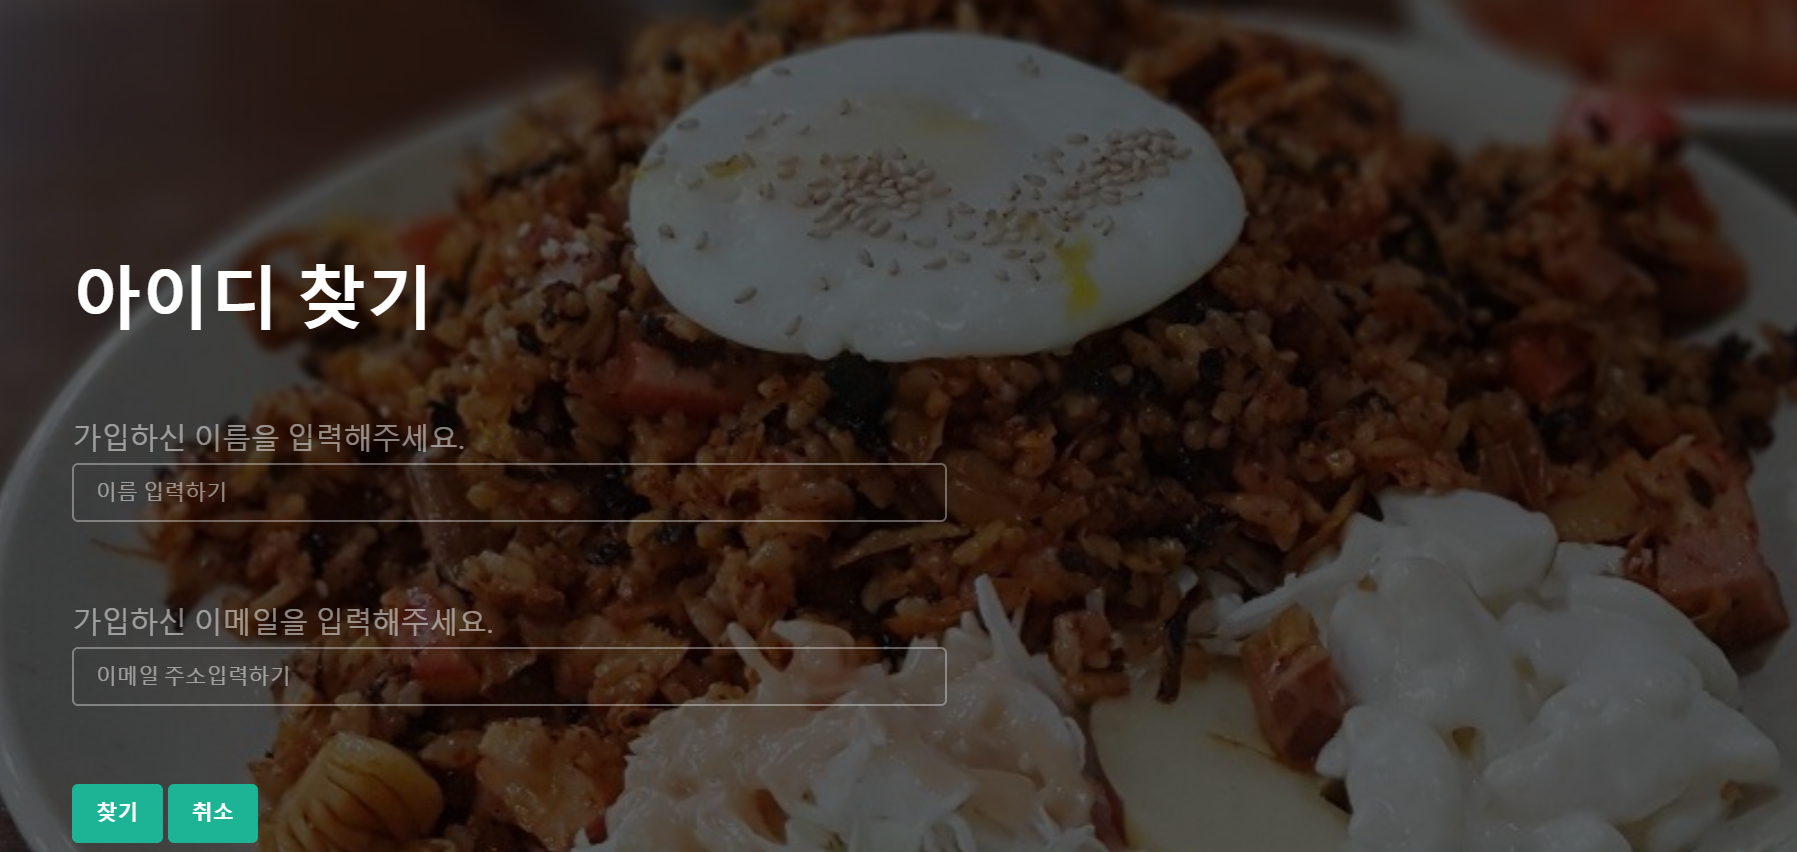 아이디 찾기
가입하신 이름을 입력해주세요.
이름 입력하기
가입하신 이메일을 입력해주세요.
이메일 주소입력하기
찾기 취소